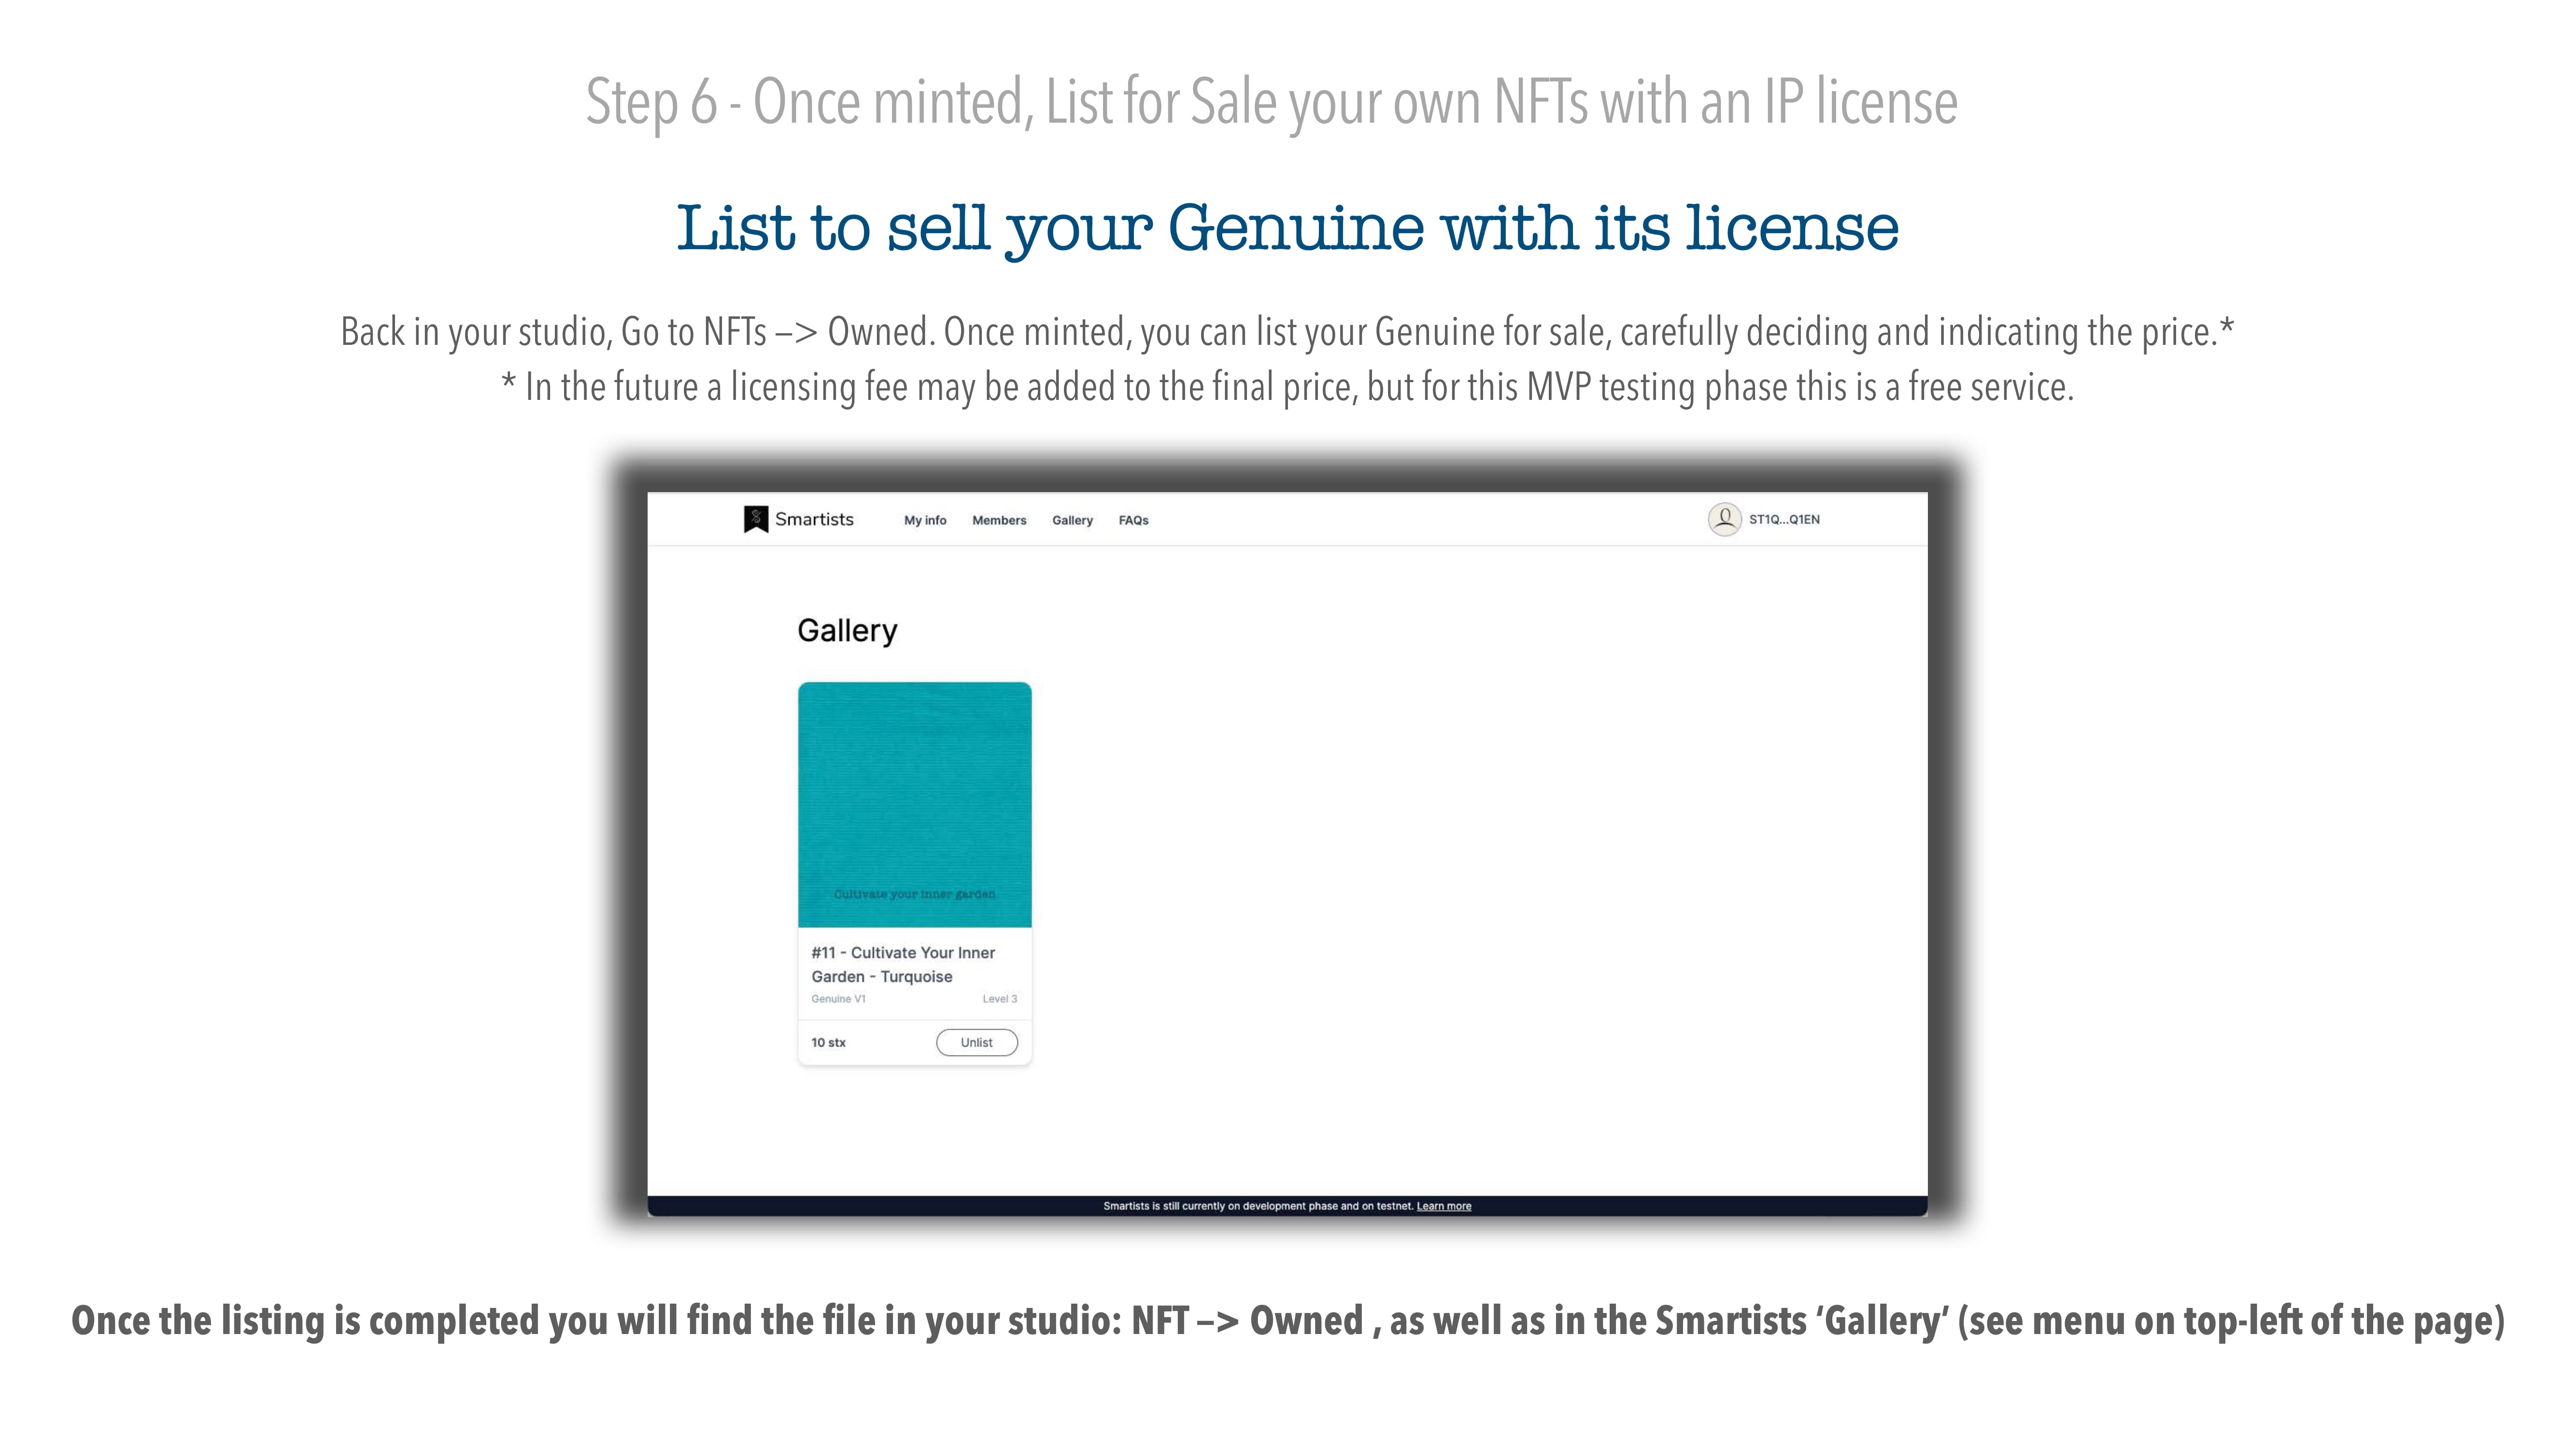 Step 6 - Once minted, List for Sale your own NFTs with an IP license
List to sell your Genuine with its license
Back in your studio, Go to NFTs –> Owned. Once minted, you can list your Genuine for sale, carefully deciding and indicating the price.*
* In the future a licensing fee may be added to the final price, but for this MVP testing phase this is a free service.
Smartists My info Members Gallery FAQs ST1Q...Q1EN
Gallery
Cultivate your inner garden
#11 - Cultivate Your Inner
Garden - Turquoise
Genuine V1 Level 3
10 stx Unlist
Smartists is still currently on development phase and on testnet. Learn more
Once the listing is completed you will find the file in your studio: NFT –> Owned , as well as in the Smartists ‘Gallery’ (see menu on top-left of the page)